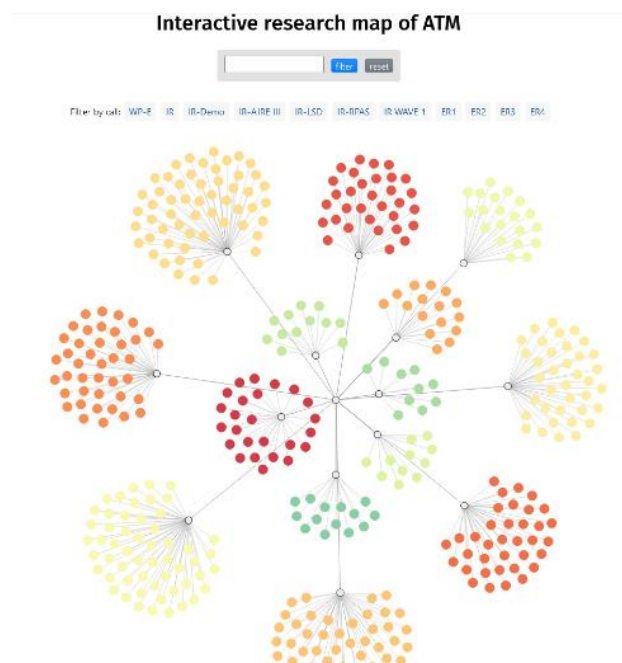 Interactive research map of ATM
filter reset
Filter by call: WP-E IR IR-Demo IR-AIRE III IR-LSD IR-RPAS IR WAVE 1 ER1 ER2 ER3 ER4